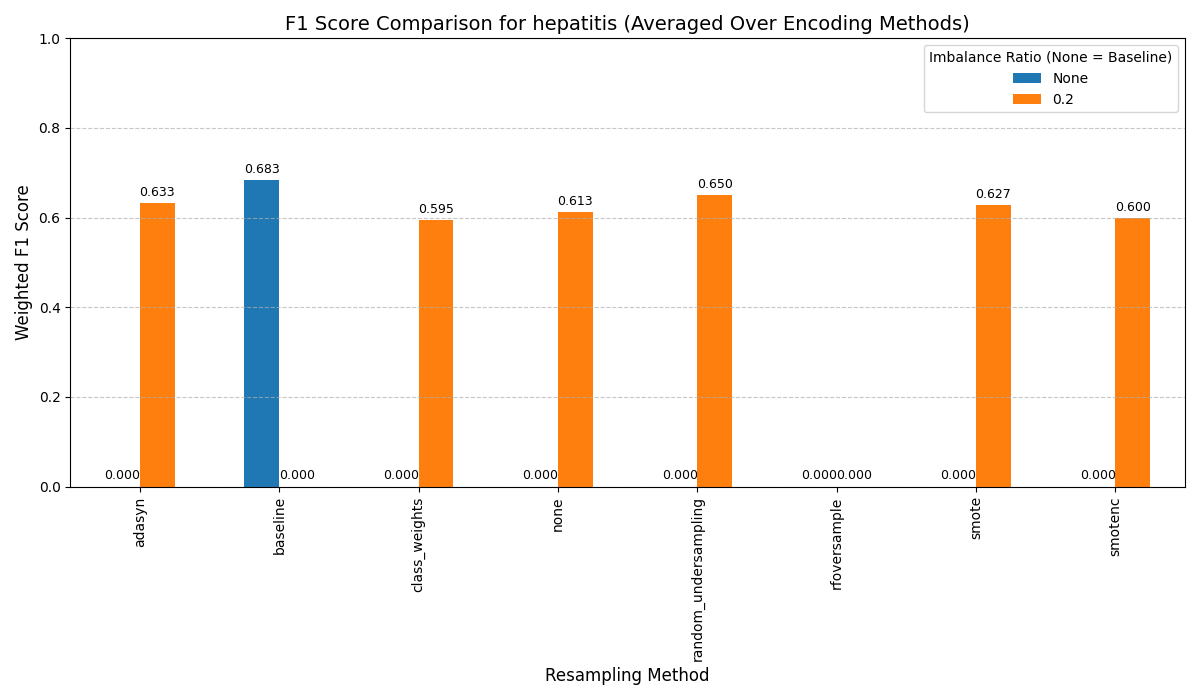 F1 Score Comparison for hepatitis (Averaged Over Encoding Methods)
Imbalance Ratio (None = Baseline)
None
0.2
Weighted F1 Score
1.0
0.8
0.6
0.4
0.2
0.0
0.000 0.633
0.683 0.000
0.000 0.595
0.000 0.613
0.000 0.650
0.0000.000
0.000 0.627
0.000 0.600
adasyn
baseline
class_weights
none
random_undersampling
rfoversample
smote
smotenc
Resampling Method